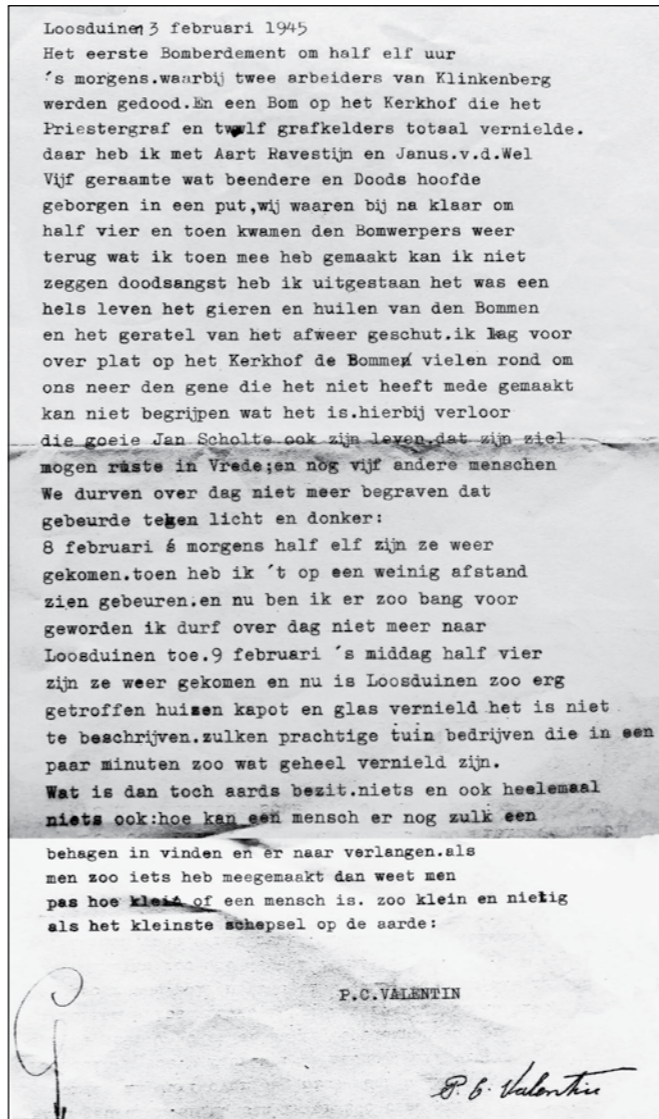 Loosduinen 3 februari 1945
Het eerste Bomberdement om half elf uur
's morgens.waarbij twee arbeiders van Klinkenberg
werden gedood.En een Bom op het Kerkhof die het
Priestergraf en twalf grafkelders totaal vernielde.
daar heb ik met Aart Ravestijn en Janus.v.d.Wel
Vijf geraamte wat beendere en Doods hoofde
geborgen in een put,wij waaren bij na klaar om
half vier en toen kwamen den Bomwerpers weer
terug wat ik toen mee heb gemaakt kan ik niet
zeggen doodsangst heb ik uitgestaan het was een
hels leven het gieren en huilen van den Bommen
en het geratel van het afweer geschut.ik lag voor
over plat op het Kerkhof de Bommen vielen rond om
ons neer den gene die het niet heeft mede gemaakt
kan niet begrijpen wat het is.hierbij verloor
die goeie Jan Scholte ook zijn leven.dat zijn ziel
mogen ruste in Vrede;en nog vijf andere menschen
We durven over dag niet meer begraven dat
gebeurde tegen licht en donker:
8 februari s morgens half elf zijn ze weer
gekomen.toen heb ik 't op een weinig afstand
zien gebeuren.en nu ben ik er zoo bang voor
geworden ik durf over dag niet meer naar
Loosduinen toe.9 februari 's middag half vier
zijn ze weer gekomen en nu is Loosduinen zoo erg
getroffen huizen kapot en glas vernield het is niet
te beschrijven.zulken prachtige tuin bedrijven die in een
paar minuten zoo wat geheel vernield zijn.
Wat is dan toch aards bezit.niets en ook heelemaal
niets ook:hoe kan een mensch er nog zulk een
behagen in vinden en er naar verlangen.als
men zoo iets heb meegemaakt dan weet men
pas hoe klein of een mensch is. zoo klein en nietig
als het kleinste schepsel op de aarde:
P.C.VALENTIN
P. C. Valentin